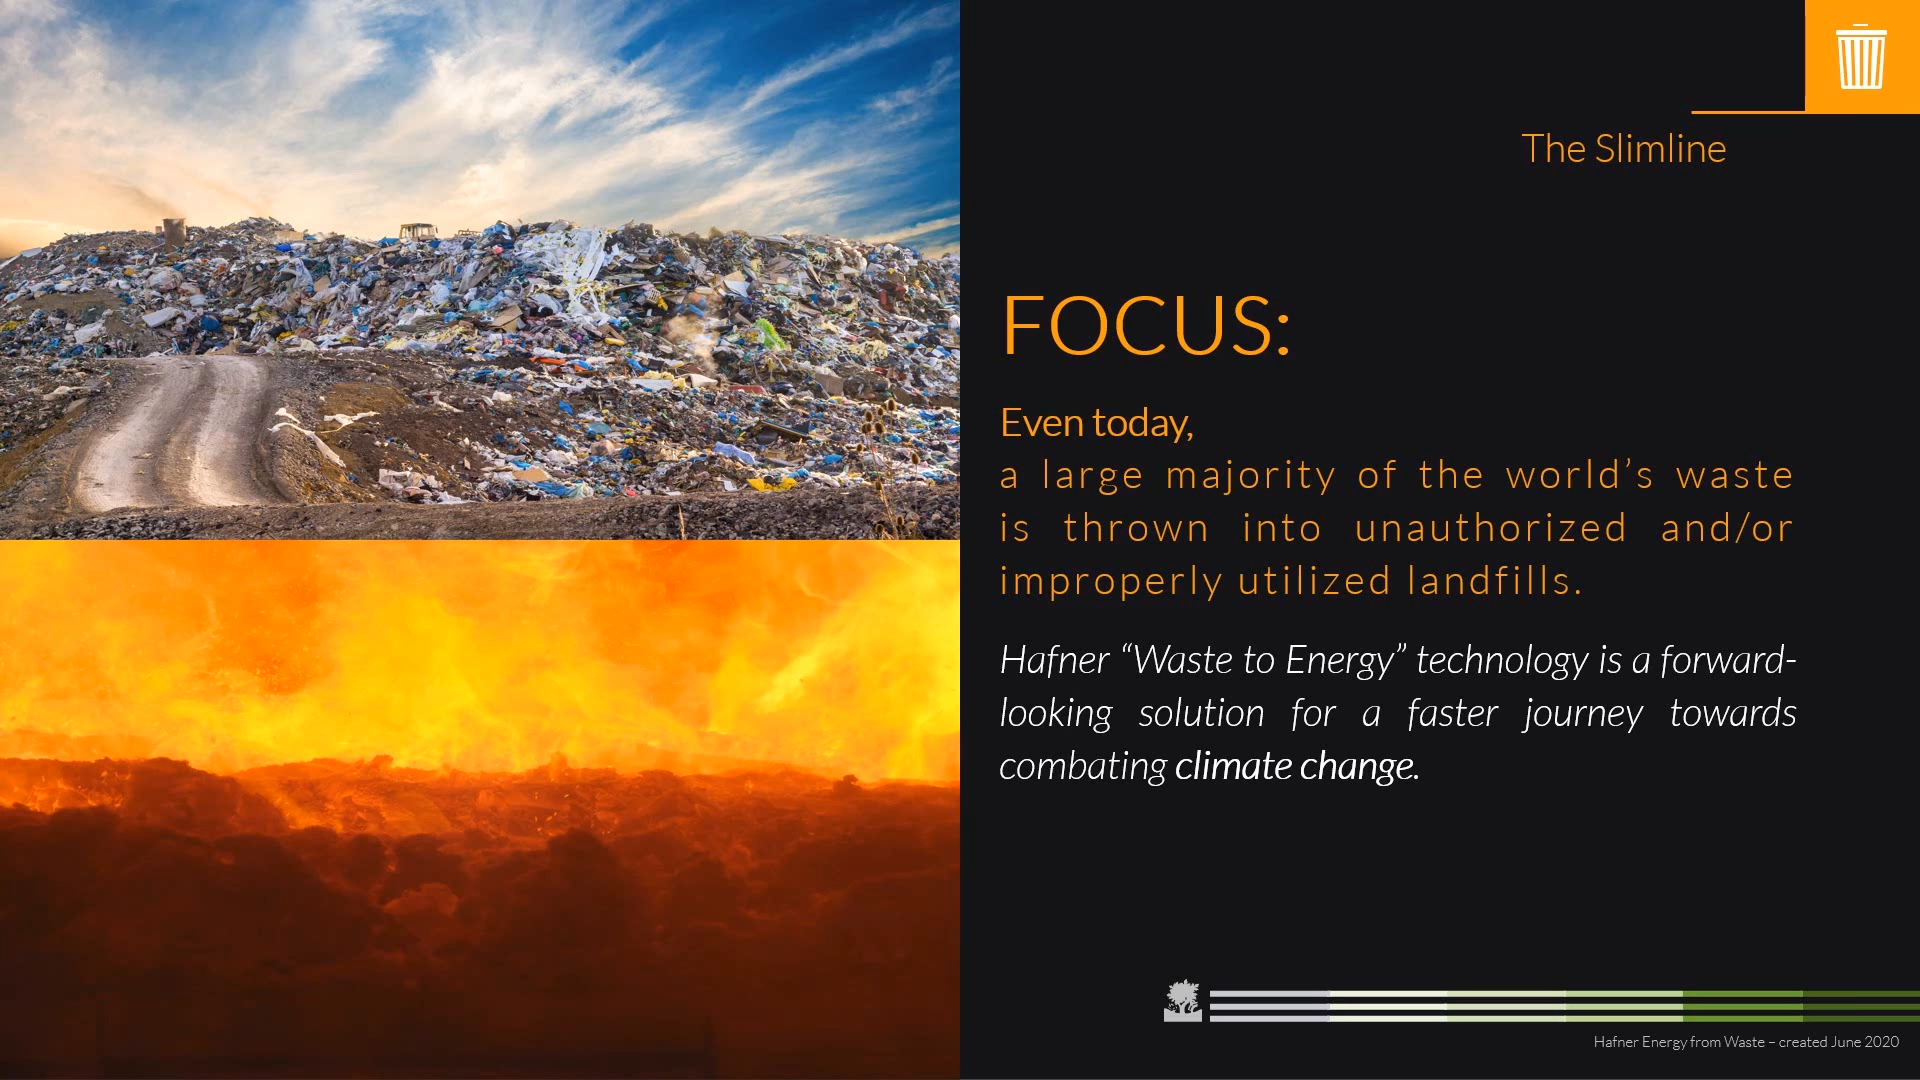 The Slimline
FOCUS:
Even today,
a large majority of the world’s waste
is thrown into unauthorized and/or
improperly utilized landfills.
Hafner “Waste to Energy” technology is a forward-
looking solution for a faster journey towards
combating climate change.
Hafner Energy from Waste – created June 2020